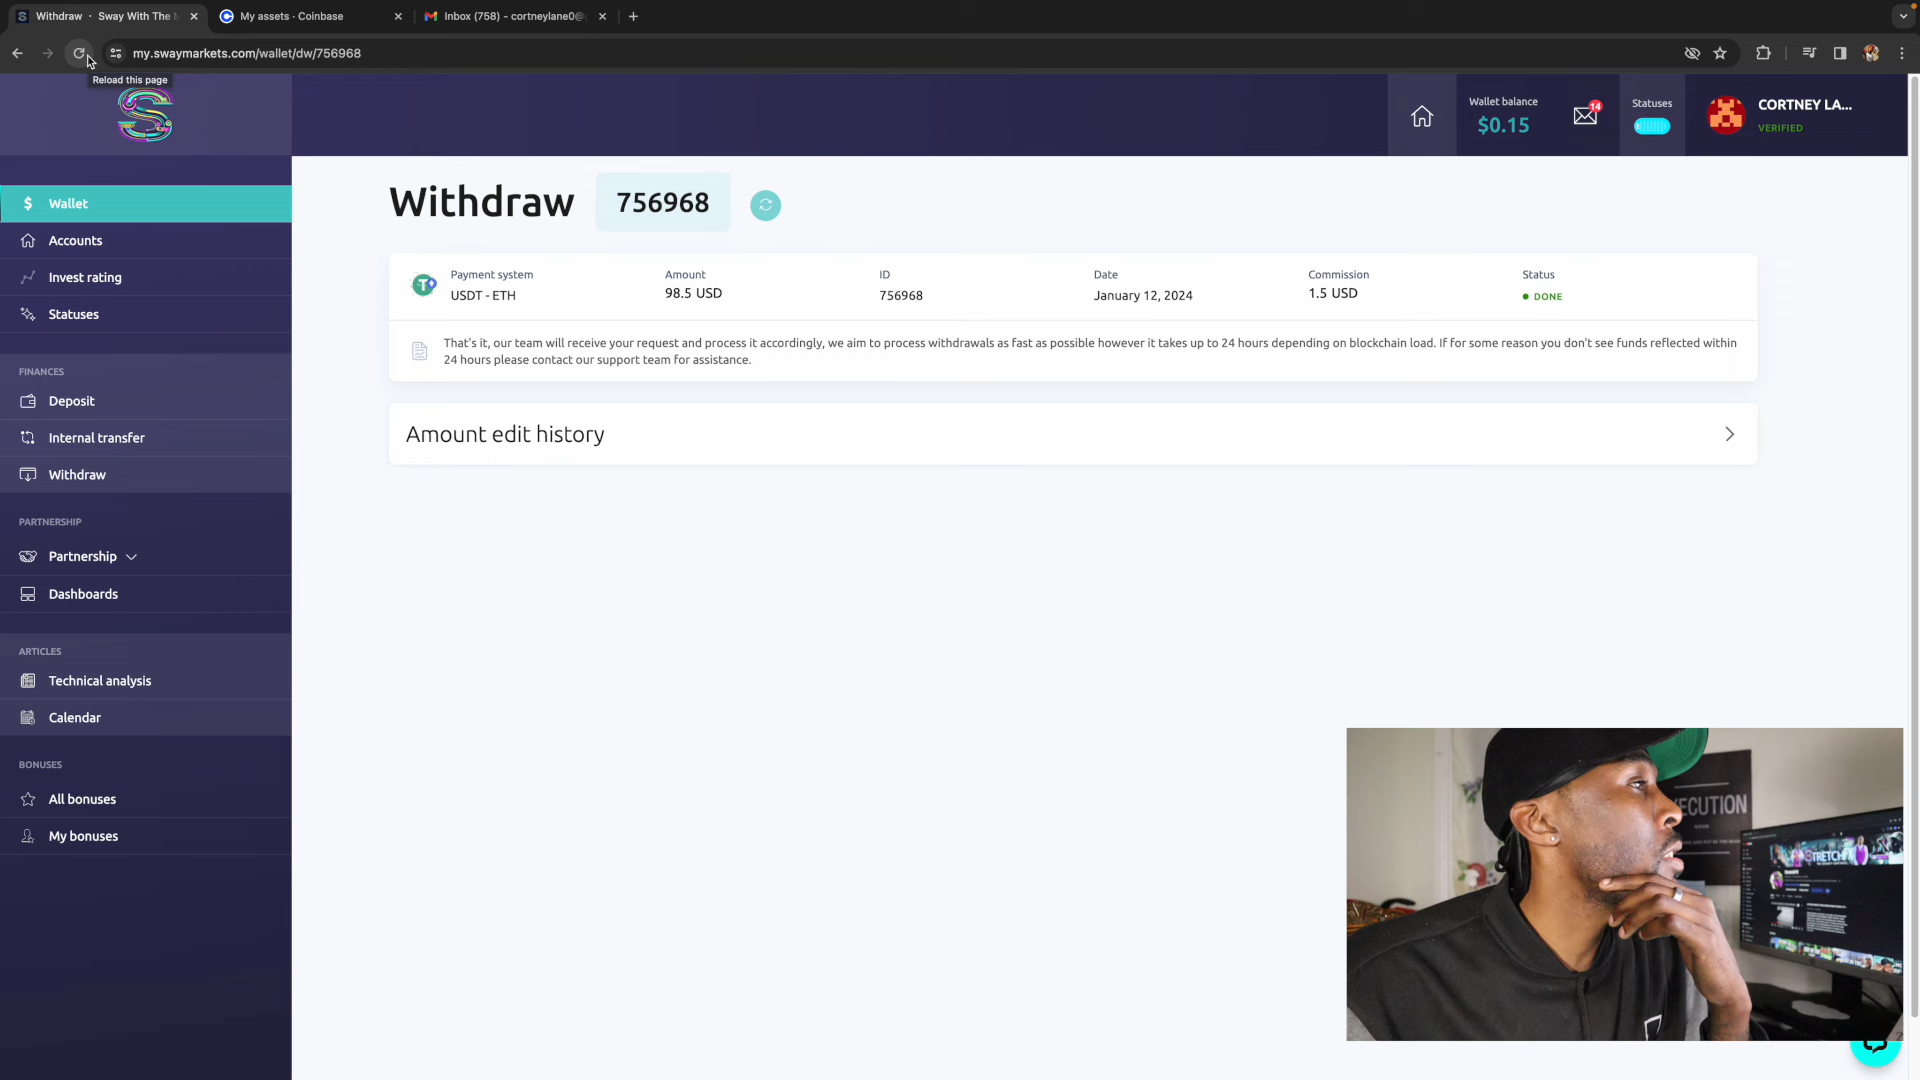 Withdraw · Sway With The M
My assets · Coinbase
Inbox (758) – cortneylane0@
my.swaymarkets.com/wallet/dw/756968
Reload this page
Wallet balance
$0.15
14
Statuses
CORTNEY LA...
VERIFIED
Wallet
Accounts
Invest rating
Statuses
FINANCES
Deposit
Internal transfer
Withdraw
PARTNERSHIP
Partnership
Dashboards
ARTICLES
Technical analysis
Calendar
BONUSES
All bonuses
My bonuses
Withdraw 756968
Payment system
USDT - ETH
Amount
98.5 USD
ID
756968
Date
January 12, 2024
Commission
1.5 USD
Status
DONE
That's it, our team will receive your request and process it accordingly, we aim to process withdrawals as fast as possible however it takes up to 24 hours depending on blockchain load. If for some reason you don't see funds reflected within
24 hours please contact our support team for assistance.
Amount edit history